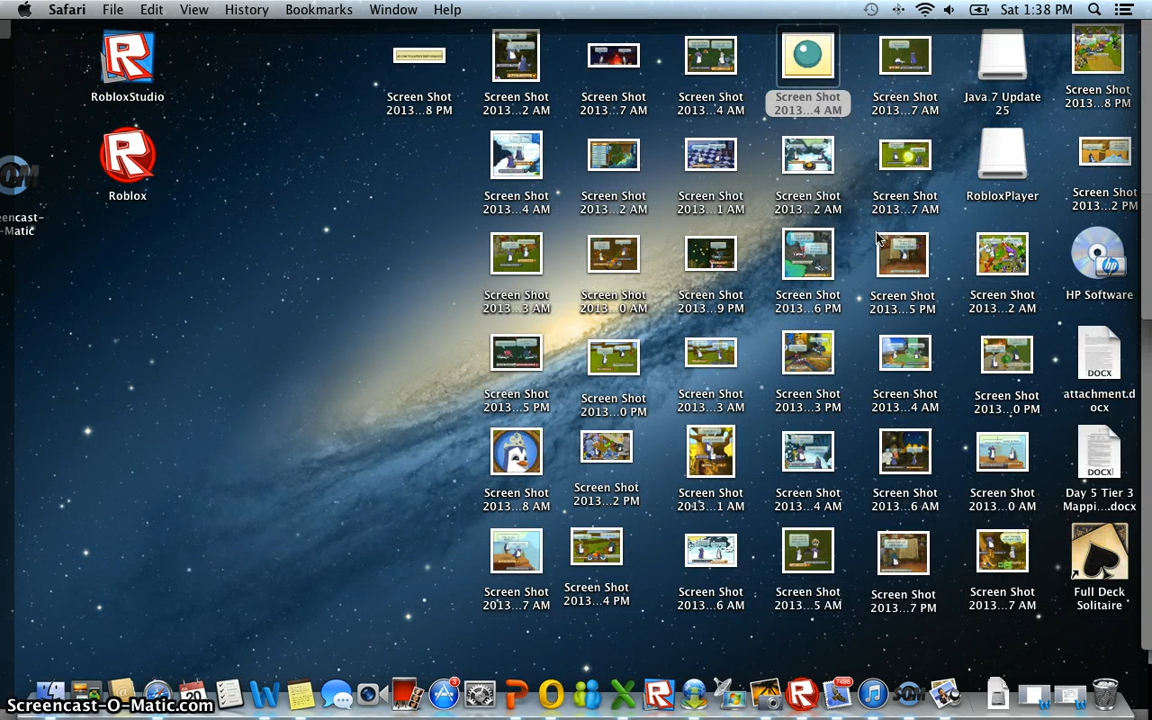 Safari File Edit View History Bookmarks Window Help Sat 1:38 PM
RobloxStudio
Screen Shot
2013...8 PM
Screen Shot
2013...2 AM
Screen Shot
2013...7 AM
Screen Shot
2013...4 AM
Screen Shot
2013...4 AM
Screen Shot
2013...7 AM
Java 7 Update
25
Screen Shot
2013...8 PM
Roblox
Screen Shot
2013...4 AM
Screen Shot
2013...2 AM
Screen Shot
2013...1 AM
Screen Shot
2013...2 AM
Screen Shot
2013...7 AM
RobloxPlayer
Screen Shot
2013...2 PM
eencast-
-Matic
Screen Shot
2013...3 AM
Screen Shot
2013...0 AM
Screen Shot
2013...9 PM
Screen Shot
2013...6 PM
Screen Shot
2013...5 PM
Screen Shot
2013...2 AM
hp
HP Software
Screen Shot
2013...5 PM
Screen Shot
2013...0 PM
Screen Shot
2013...3 AM
Screen Shot
2013...3 PM
Screen Shot
2013...4 AM
Screen Shot
2013...0 PM
DOCX
attachment.d
ocx
Screen Shot
2013...8 AM
Screen Shot
2013...2 PM
Screen Shot
2013...1 AM
Screen Shot
2013...4 AM
Screen Shot
2013...6 AM
Screen Shot
2013...0 AM
DOCX
Day 5 Tier 3
Mappi....docx
Screen Shot
2013...7 AM
Screen Shot
2013...4 PM
Screen Shot
2013...6 AM
Screen Shot
2013...5 AM
Screen Shot
2013...7 PM
Screen Shot
2013...7 AM
Full Deck
Solitaire
20
3
7496
Screencast-O-Matic.com